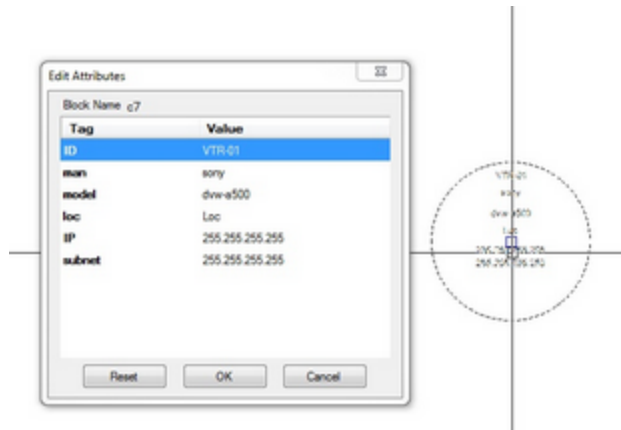 Edit Attributes
Block Name c7
Tag Value
ID VTR-01
man sony
model dvw-a500
loc Loc
IP 255.255.255.255
subnet 255.255.255.255
Reset OK Cancel
VTR-01
sony
dvw-a500
Loc